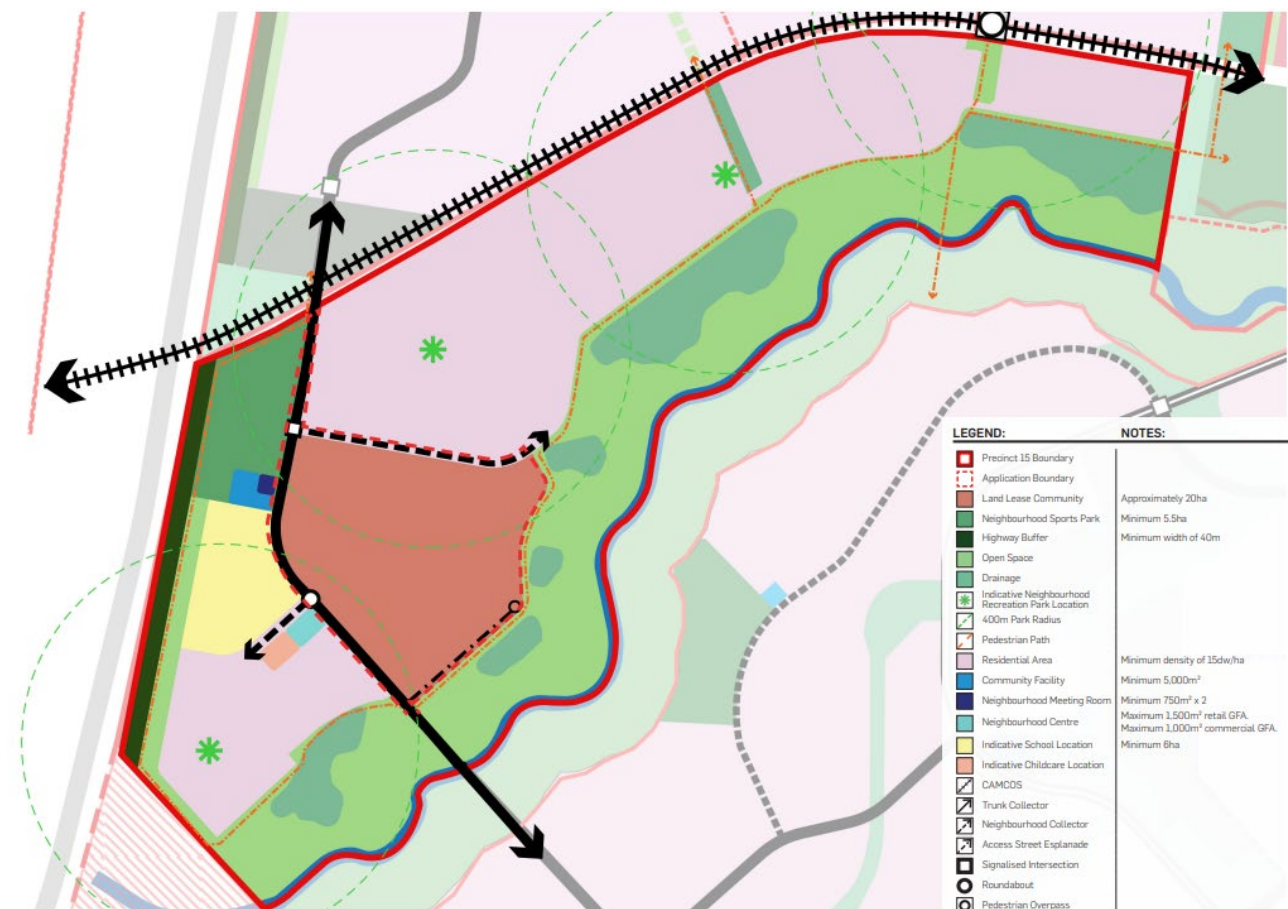 LEGEND: NOTES:
Precinct 15 Boundary
Application Boundary
Land Lease Community Approximately 20ha
Neighbourhood Sports Park Minimum 5.5ha
Highway Buffer Minimum width of 40m
Open Space
Drainage
Indicative Neighbourhood
Recreation Park Location
400m Park Radius
Pedestrian Path
Residential Area Minimum density of 15dw/ha
Community Facility Minimum 5,000m²
Neighbourhood Meeting Room Minimum 750m² x 2
Neighbourhood Centre Maximum 1,500m² retail GFA.
Maximum 1,000m² commercial GFA.
Indicative School Location Minimum 6ha
Indicative Childcare Location
CAMCOS
Trunk Collector
Neighbourhood Collector
Access Street Esplanade
Signalised Intersection
Roundabout
Pedestrian Overpass